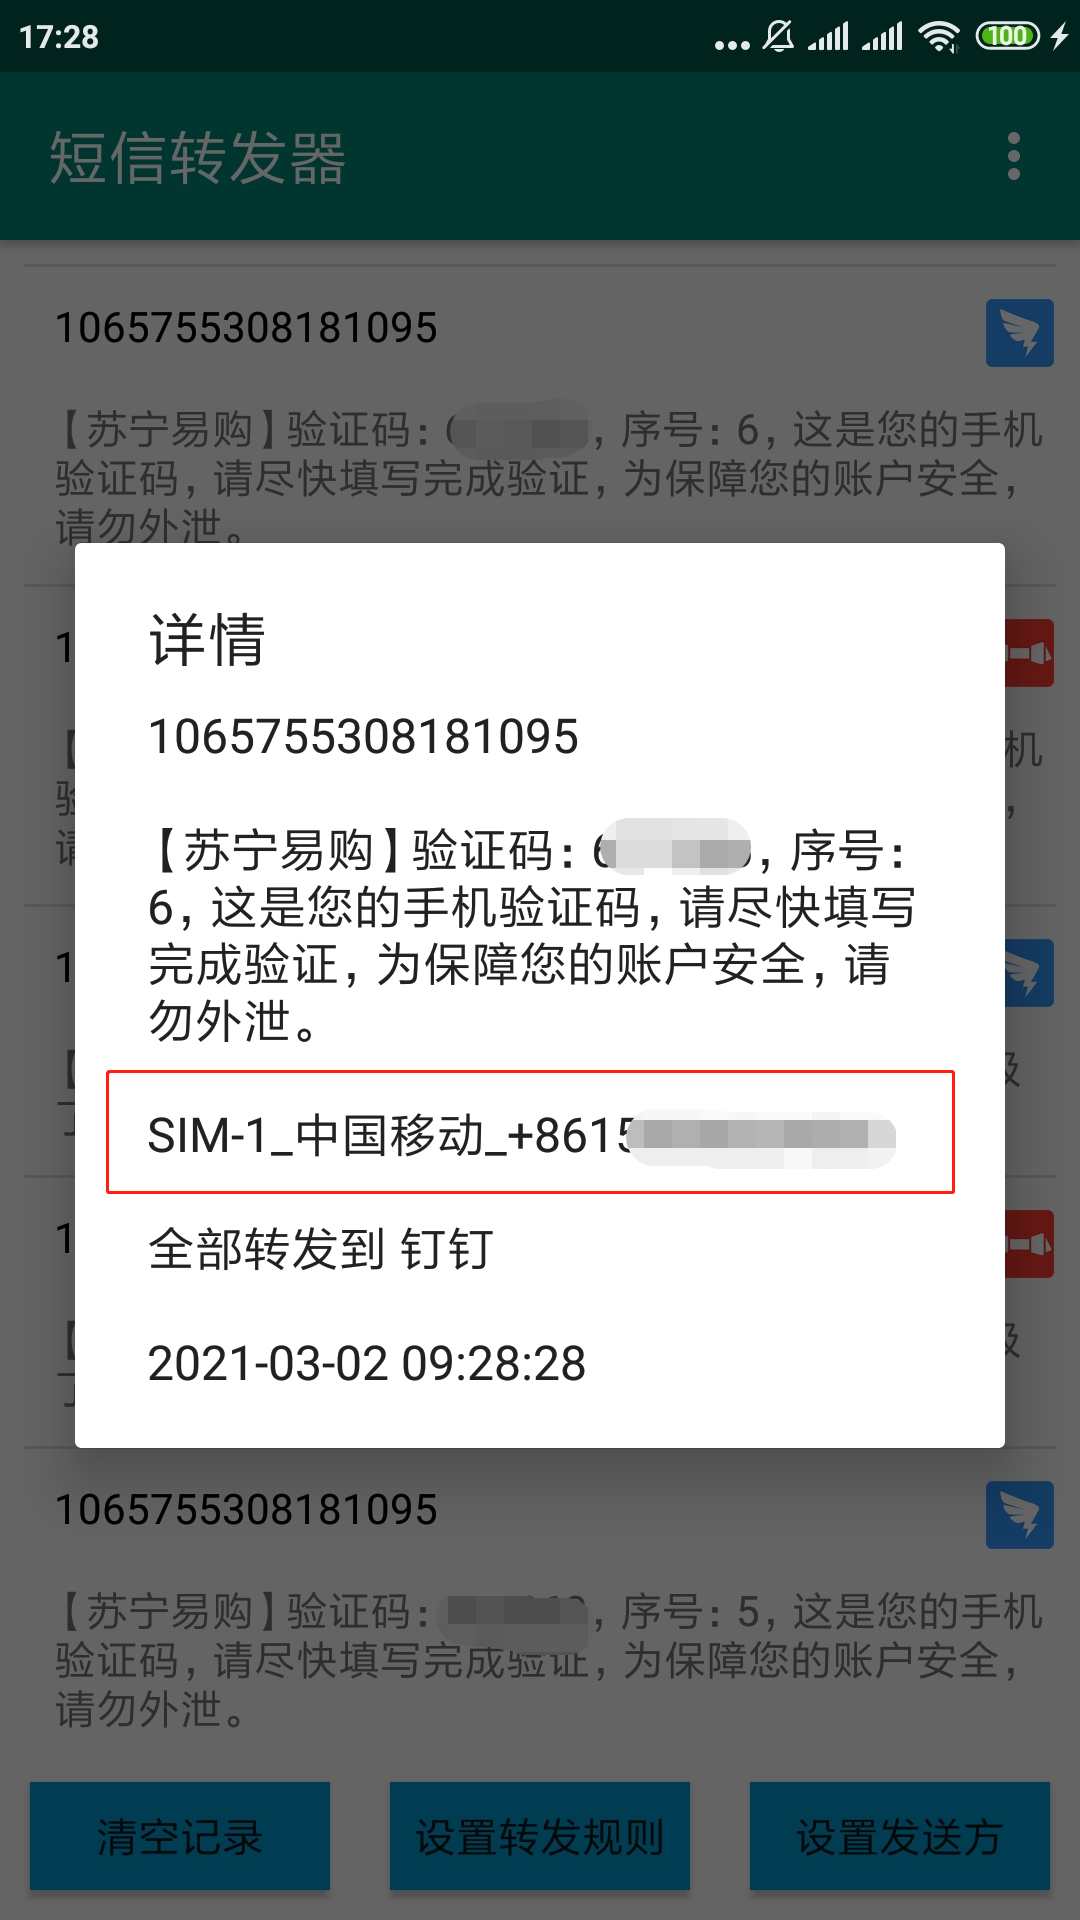 17:28
100
短信转发器
1065755308181095
【苏宁易购】验证码：，序号：6，这是您的手机
验证码，请尽快填写完成验证，为保障您的账户安全，
请勿外泄。
详情
1065755308181095
【苏宁易购】验证码：6，序号：
6，这是您的手机验证码，请尽快填写
完成验证，为保障您的账户安全，请
勿外泄。
SIM-1_中国移动_+8615
全部转发到 钉钉
2021-03-02 09:28:28
1
机
验
，
请
1
级
1
级
1065755308181095
【苏宁易购】验证码：，序号：5，这是您的手机
验证码，请尽快填写完成验证，为保障您的账户安全，
请勿外泄。
清空记录
设置转发规则
设置发送方